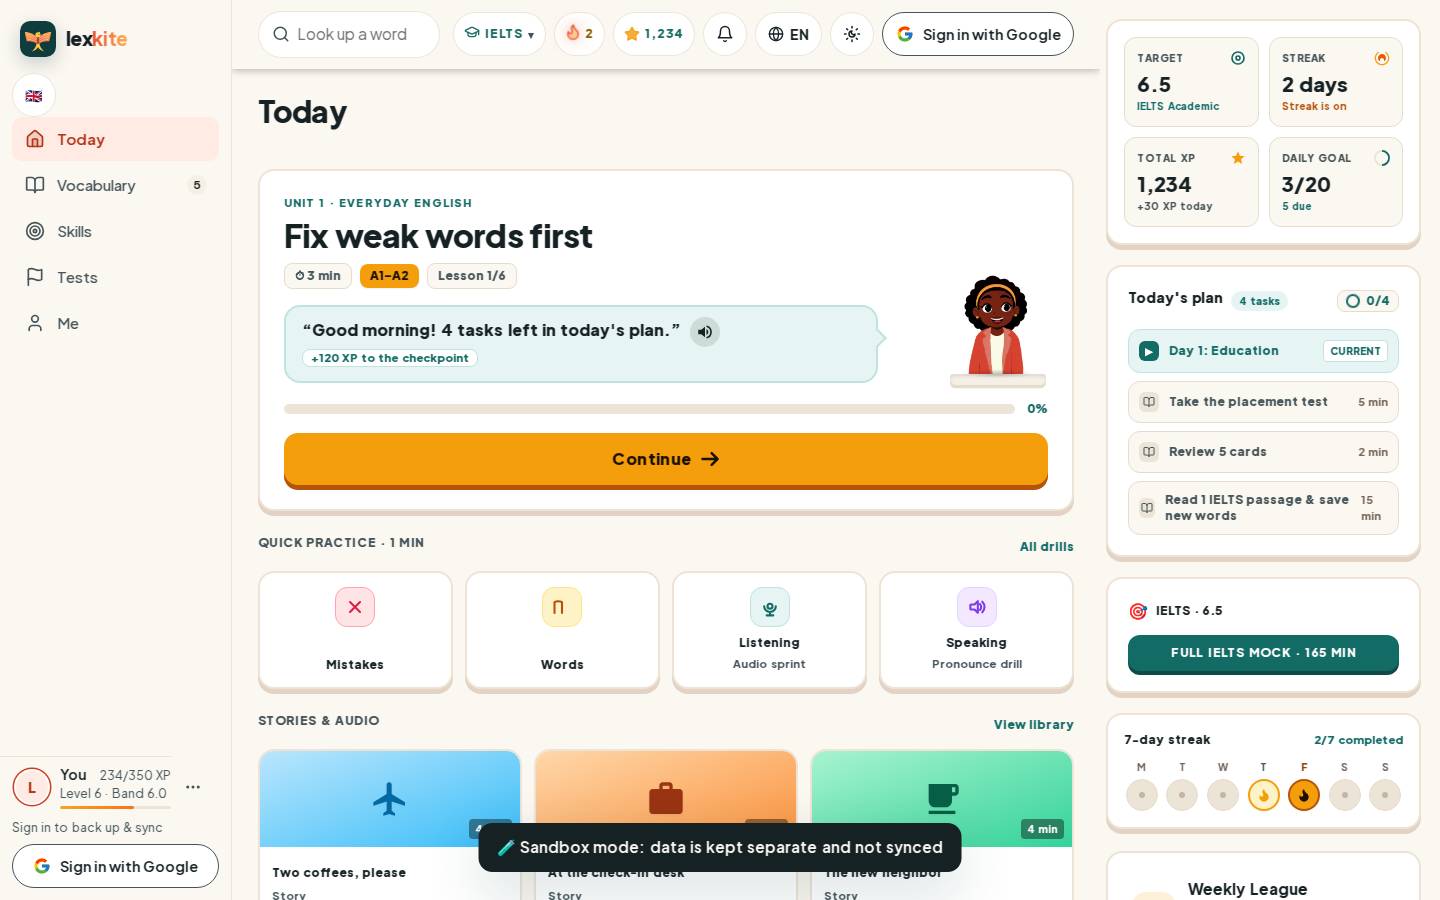 lexkite
Today
Vocabulary 5
Skills
Tests
Me
You 234/350 XP
Level 6 · Band 6.0
L
Sign in to back up & sync
Sign in with Google
Look up a word
IELTS ▾
2
1,234
EN
Sign in with Google
Today
UNIT 1 · EVERYDAY ENGLISH
Fix weak words first
3 min
A1–A2
Lesson 1/6
“Good morning! 4 tasks left in today's plan.”
+120 XP to the checkpoint
0%
Continue →
QUICK PRACTICE · 1 MIN
All drills
Mistakes
Words
Listening
Audio sprint
Speaking
Pronounce drill
STORIES & AUDIO
View library
4 min
Two coffees, please
Story
At the check-in desk
Story
The new neighbor
Story
Sandbox mode: data is kept separate and not synced
TARGET
6.5
IELTS Academic
STREAK
2 days
Streak is on
TOTAL XP
1,234
+30 XP today
DAILY GOAL
3/20
5 due
Today's plan 4 tasks 0/4
Day 1: Education CURRENT
Take the placement test 5 min
Review 5 cards 2 min
Read 1 IELTS passage & save new words 15 min
IELTS · 6.5
FULL IELTS MOCK · 165 MIN
7-day streak 2/7 completed
M T W T F S S
Weekly League